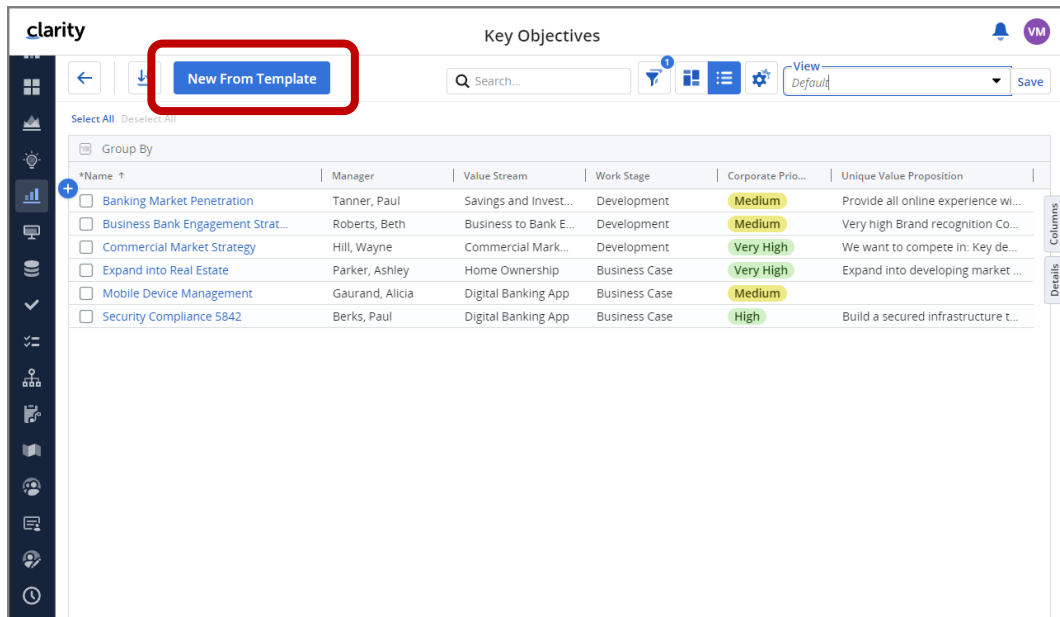 clarity
Key Objectives
VM
New From Template
Search...
1
View
Default
Save
Select All Deselect All
Group By
*Name ↑ Manager Value Stream Work Stage Corporate Prio... Unique Value Proposition
Banking Market Penetration Tanner, Paul Savings and Invest... Development Medium Provide all online experience wi...
Business Bank Engagement Strat... Roberts, Beth Business to Bank E... Development Medium Very high Brand recognition Co...
Commercial Market Strategy Hill, Wayne Commercial Mark... Development Very High We want to compete in: Key de...
Expand into Real Estate Parker, Ashley Home Ownership Business Case Very High Expand into developing market ...
Mobile Device Management Gaurand, Alicia Digital Banking App Business Case Medium
Security Compliance 5842 Berks, Paul Digital Banking App Business Case High Build a secured infrastructure t...
Columns
Details